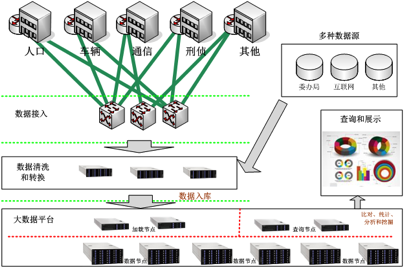 人口
车辆
通信
刑侦
其他
多种数据源
委办局
互联网
其他
数据接入
查询和展示
数据清洗
和转换
数据入库
大数据平台
加载节点
查询节点
比对、统计、
分析和挖掘
数据节点
数据节点
数据节点
数据节点